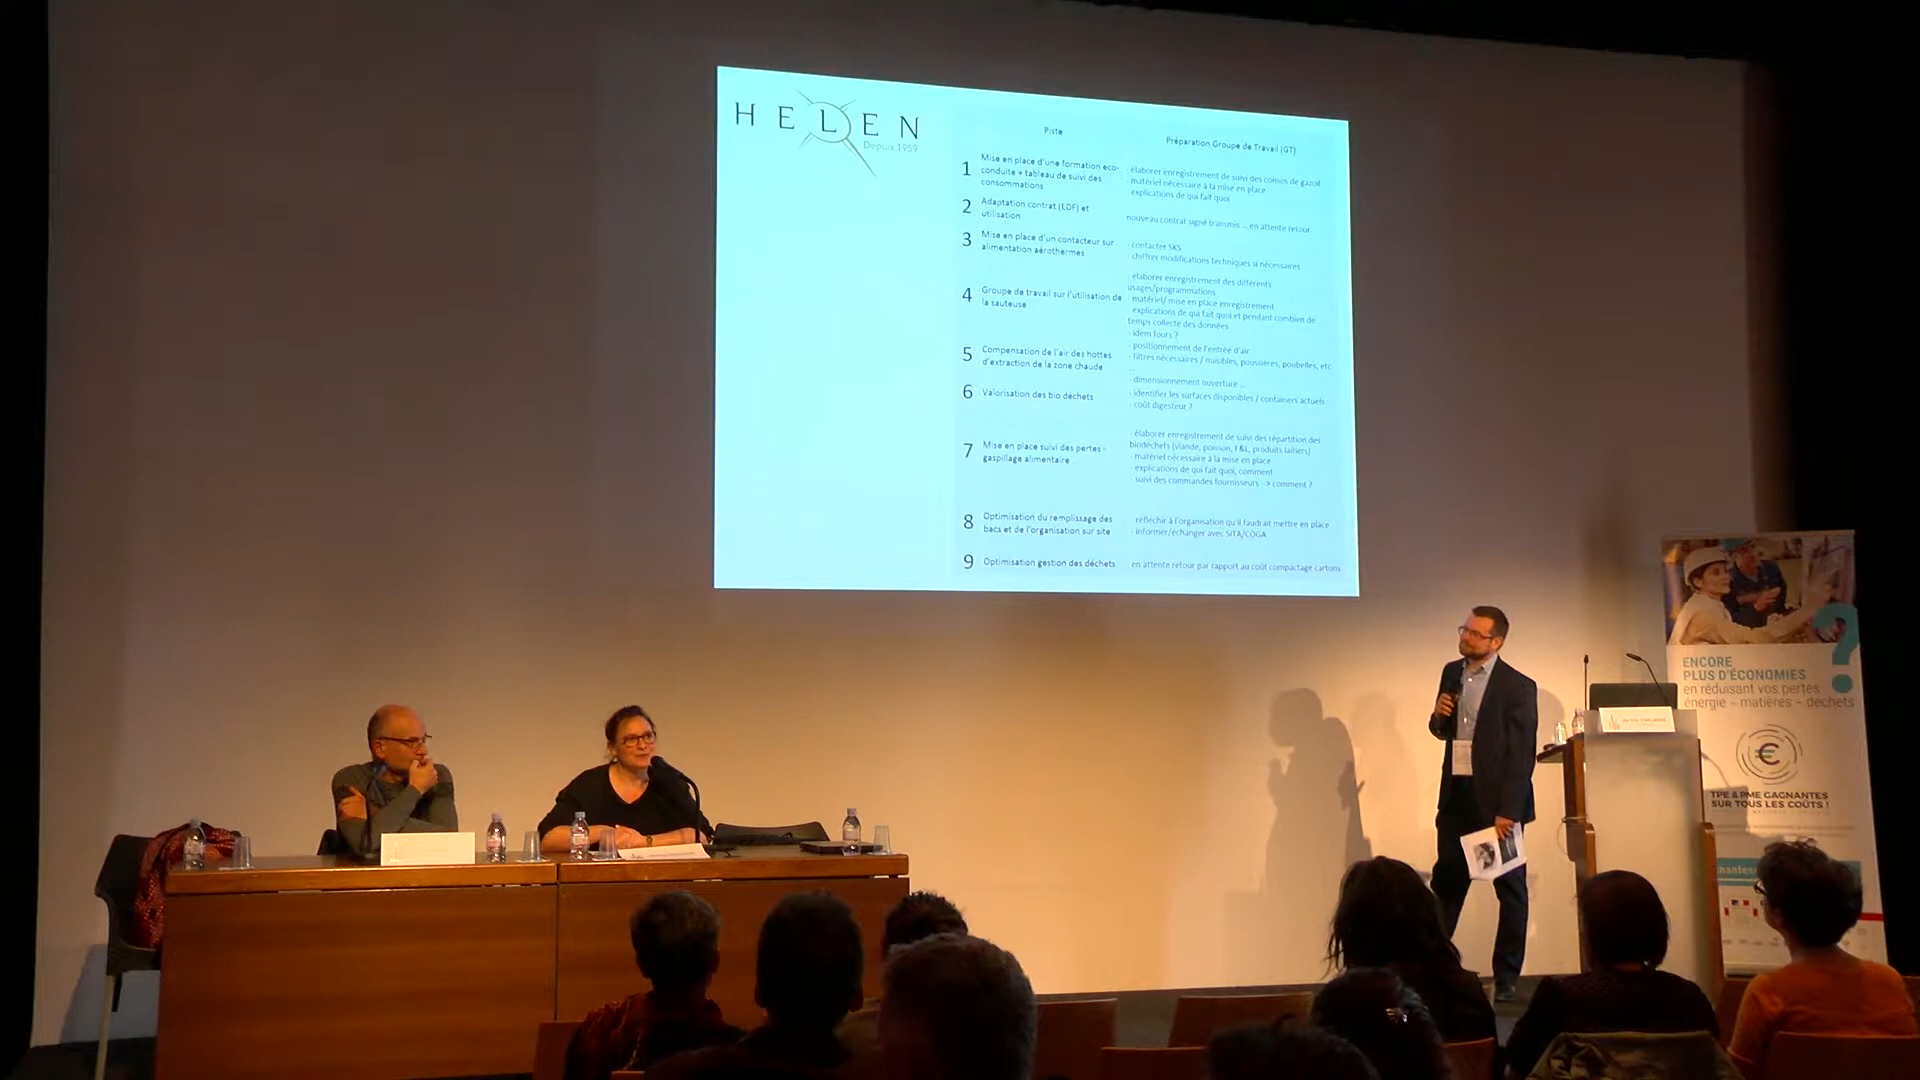 HELEN
Depuis 1959
Piste
Préparation Groupe de Travail (GT)
1 Mise en place d'une formation eco-
conduite + tableau de suivi des
consommations
- élaborer enregistrement de suivi des consos de gazoil
- matériel nécessaire à la mise en place
- explications de qui fait quoi
2 Adaptation contrat (EDF) et
utilisation
nouveau contrat signé transmis ... en attente retour
3 Mise en place d'un contacteur sur
alimentation aérothermes
- contacter SKS
- chiffrer modifications techniques si nécessaires
4 Groupe de travail sur l'utilisation de
la sauteuse
- élaborer enregistrement des différents
usages/programmations
- matériel/ mise en place enregistrement
- explications de qui fait quoi et pendant combien de
temps collecte des données
- idem fours ?
5 Compensation de l'air des hottes
d'extraction de la zone chaude
- positionnement de l'entrée d'air
- filtres nécessaires / nuisibles, poussières, poubelles, etc
...
- dimensionnement ouverture ...
6 Valorisation des bio déchets
- identifier les surfaces disponibles / containers actuels
- coût digesteur ?
7 Mise en place suivi des pertes -
gaspillage alimentaire
- élaborer enregistrement de suivi des répartition des
biodéchets (viande, poisson, F&L, produits laitiers)
- matériel nécessaire à la mise en place
- explications de qui fait quoi, comment
- suivi des commandes fournisseurs -> comment ?
8 Optimisation du remplissage des
bacs et de l'organisation sur site
- réfléchir à l'organisation qu'il faudrait mettre en place
- informer/échanger avec SITA/COGA
9 Optimisation gestion des déchets
en attente retour par rapport au coût compactage cartons
ENCORE
PLUS D'ÉCONOMIES ?
en réduisant vos pertes
énergie – matières – déchets
€
TPE & PME GAGNANTES
SUR TOUS LES COÛTS !